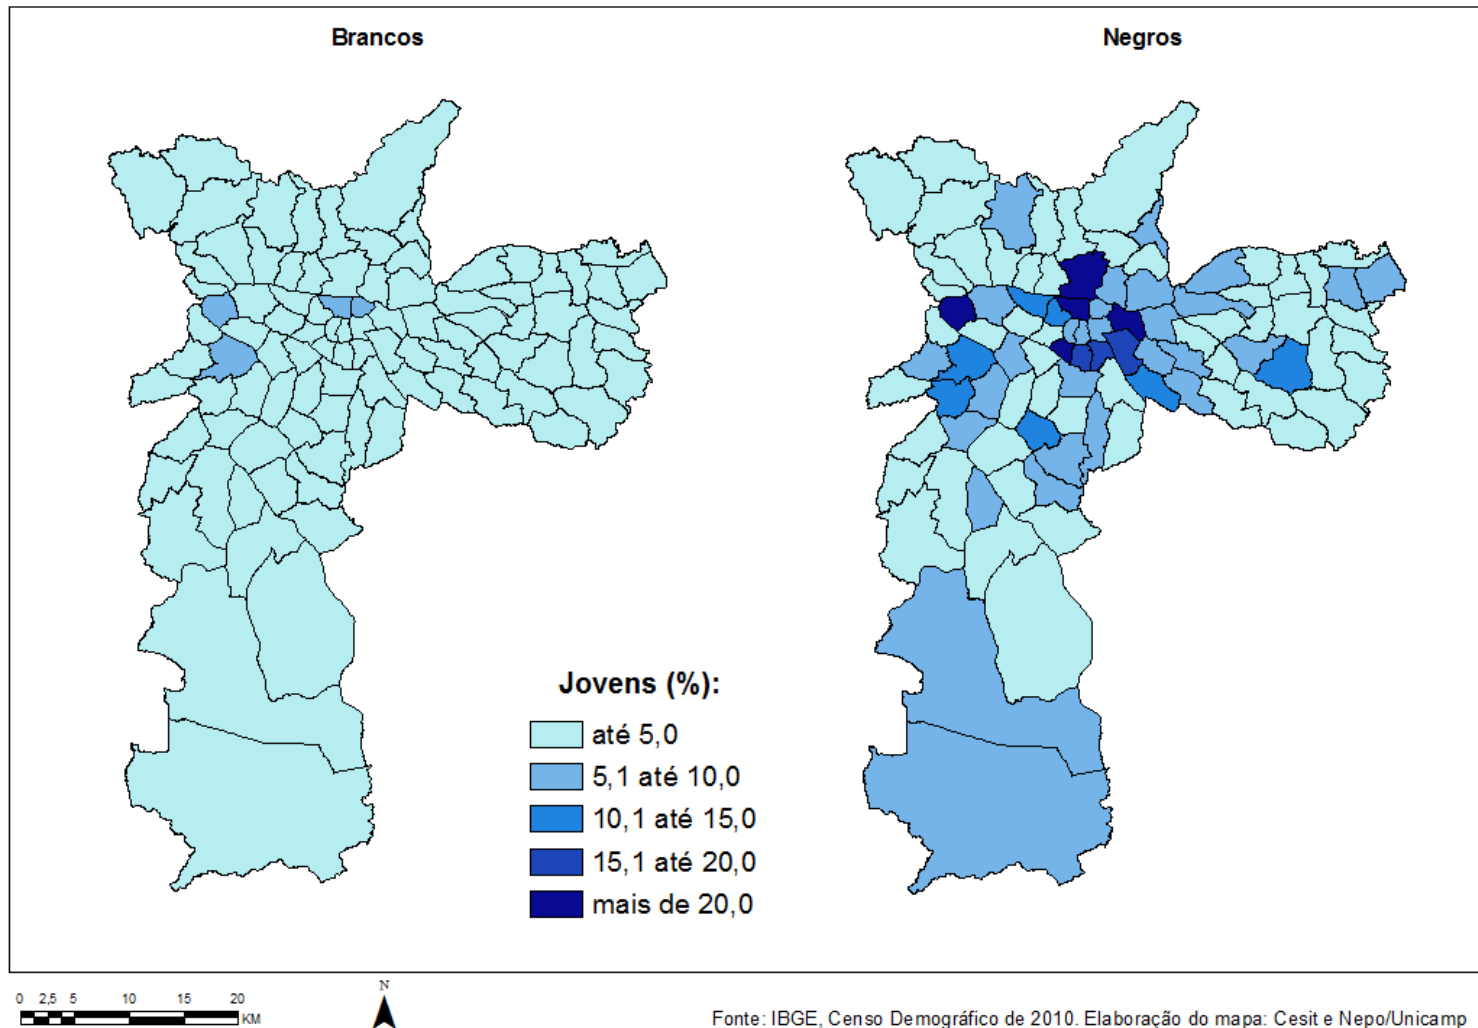 Brancos
Negros
Jovens (%):
até 5,0
5,1 até 10,0
10,1 até 15,0
15,1 até 20,0
mais de 20,0
0 2,5 5 10 15 20
KM
N
Fonte: IBGE, Censo Demográfico de 2010. Elaboração do mapa: Cesit e Nepo/Unicamp